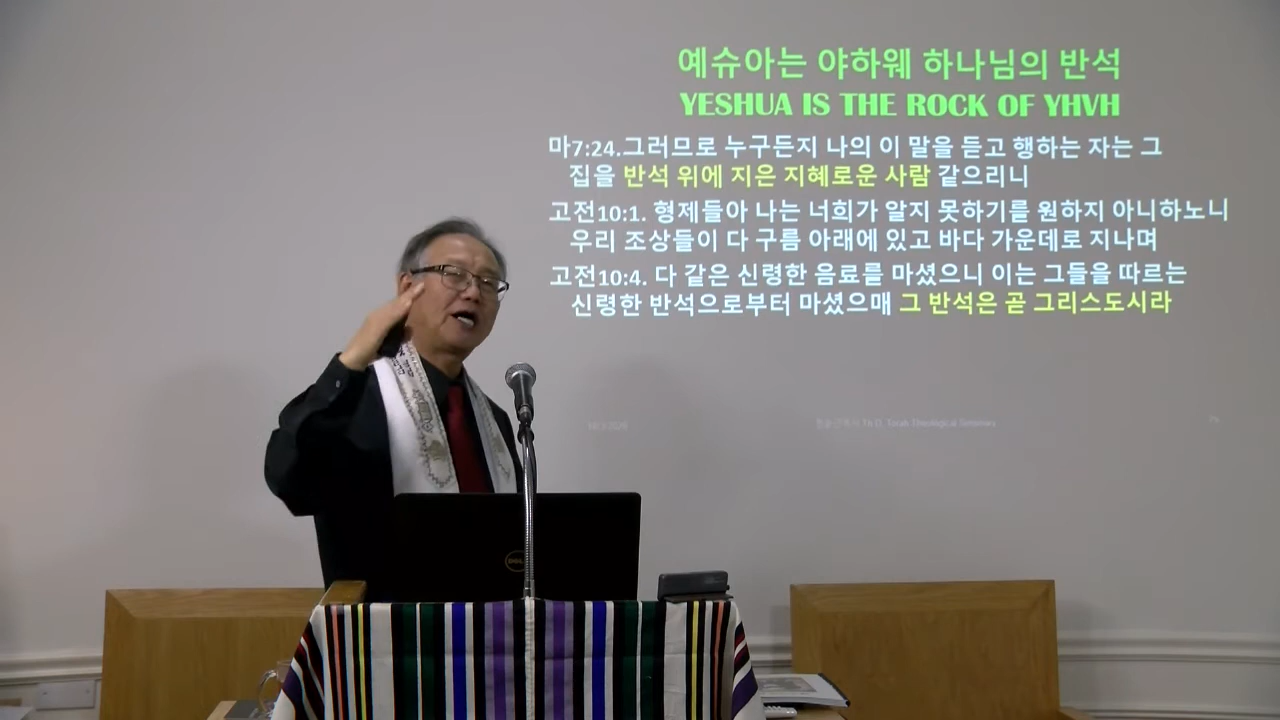 예슈아는 야하웨 하나님의 반석
YESHUA IS THE ROCK OF YHVH
마7:24.그러므로 누구든지 나의 이 말을 듣고 행하는 자는 그
집을 반석 위에 지은 지혜로운 사람 같으리니
고전10:1. 형제들아 나는 너희가 알지 못하기를 원하지 아니하노니
우리 조상들이 다 구름 아래에 있고 바다 가운데로 지나며
고전10:4. 다 같은 신령한 음료를 마셨으니 이는 그들을 따르는
신령한 반석으로부터 마셨으매 그 반석은 곧 그리스도시라
Th.D. Torah Theological Seminary
DELL